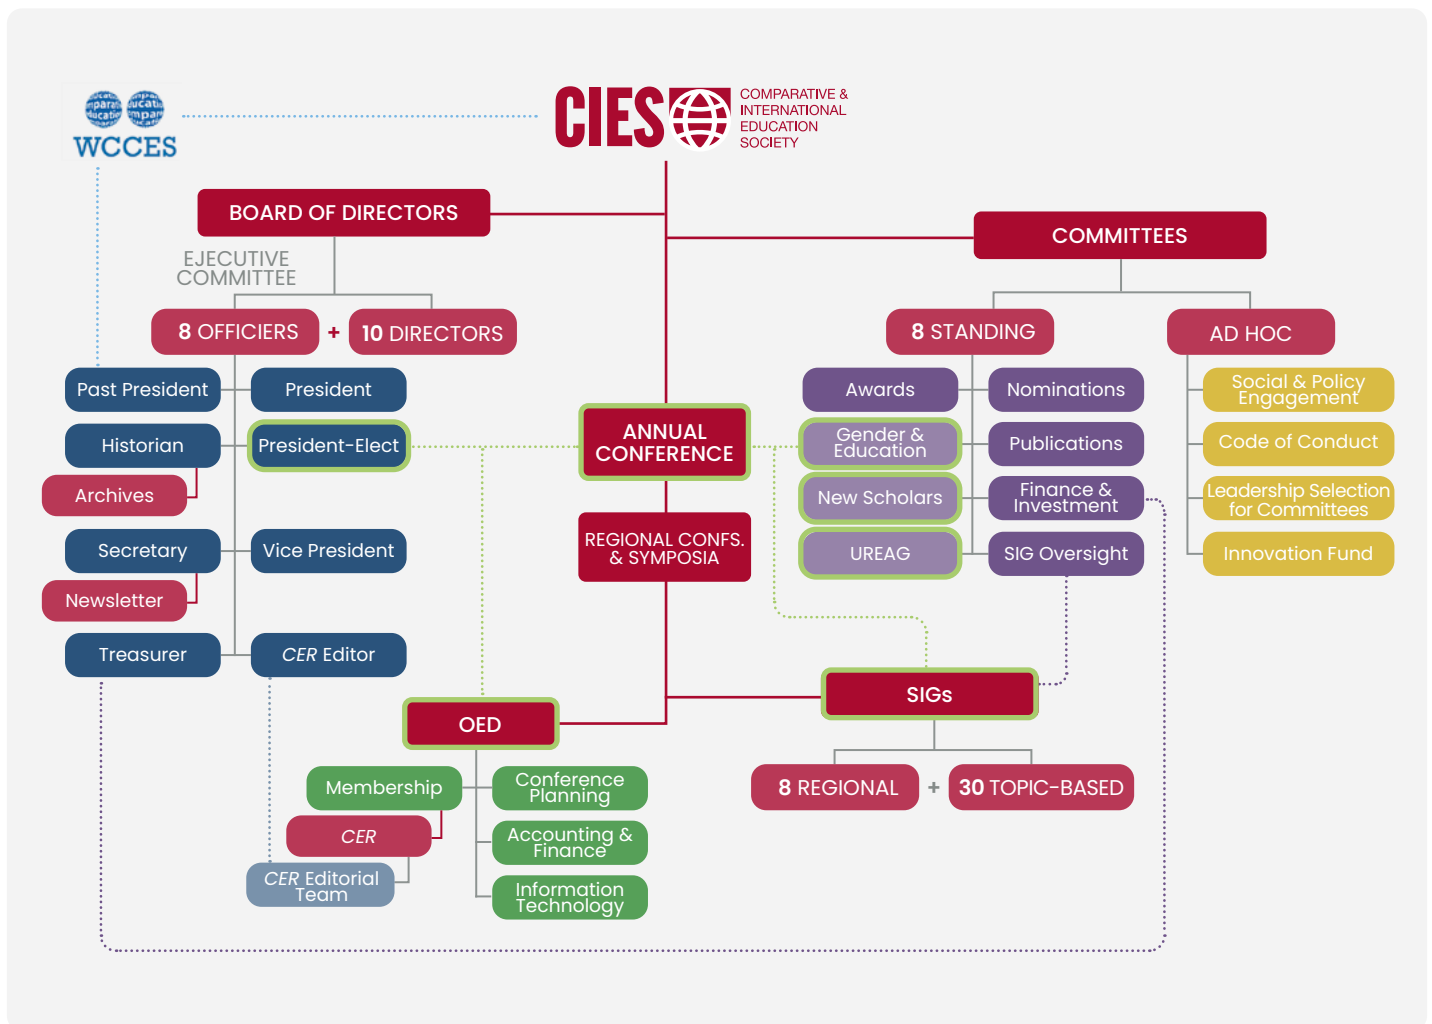 WCCES
CIES
COMPARATIVE &
INTERNATIONAL
EDUCATION
SOCIETY
BOARD OF DIRECTORS
COMMITTEES
EJECUTIVE
COMMITTEE
8 OFFICIERS + 10 DIRECTORS
8 STANDING
AD HOC
Past President
President
Historian
President-Elect
Archives
Secretary
Vice President
Newsletter
Treasurer
CER Editor
ANNUAL
CONFERENCE
REGIONAL CONFS.
& SYMPOSIA
Awards
Nominations
Gender &
Education
Publications
New Scholars
Finance &
Investment
UREAG
SIG Oversight
Social & Policy
Engagement
Code of Conduct
Leadership Selection
for Committees
Innovation Fund
OED
Membership
Conference
Planning
CER
Accounting &
Finance
CER Editorial
Team
Information
Technology
SIGs
8 REGIONAL + 30 TOPIC-BASED